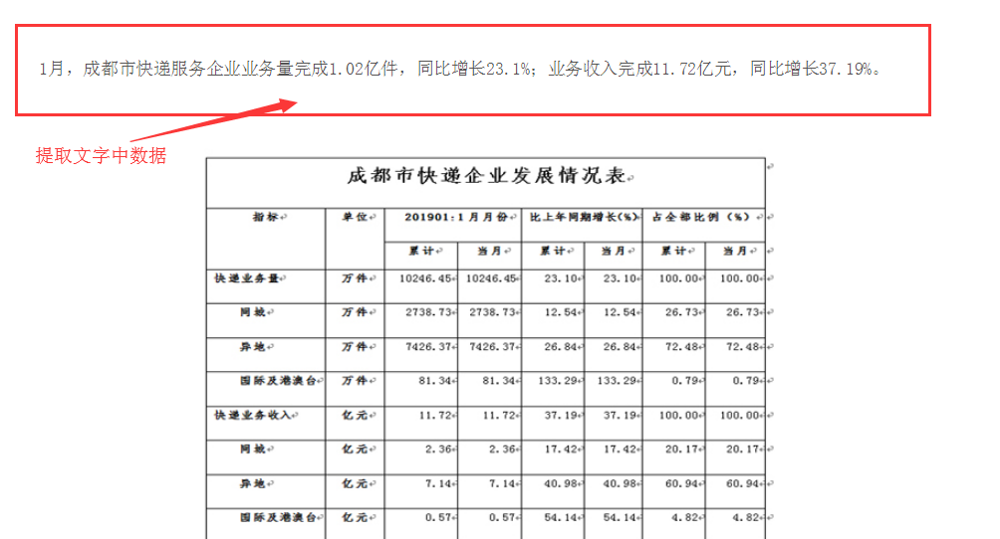 1月，成都市快递服务企业业务量完成1.02亿件，同比增长23.1%；业务收入完成11.72亿元，同比增长37.19%。
提取文字中数据
成都市快递企业发展情况表
指标 单位 201901:1月月份 比上年同期增长(%) 占全部比例（%）
累计 当月 累计 当月 累计 当月
快递业务量 万件 10246.45 10246.45 23.10 23.10 100.00 100.00
同城 万件 2738.73 2738.73 12.54 12.54 26.73 26.73
异地 万件 7426.37 7426.37 26.84 26.84 72.48 72.48
国际及港澳台 万件 81.34 81.34 133.29 133.29 0.79 0.79
快递业务收入 亿元 11.72 11.72 37.19 37.19 100.00 100.00
同城 亿元 2.36 2.36 17.42 17.42 20.17 20.17
异地 亿元 7.14 7.14 40.98 40.98 60.94 60.94
国际及港澳台 亿元 0.57 0.57 54.14 54.14 4.82 4.82